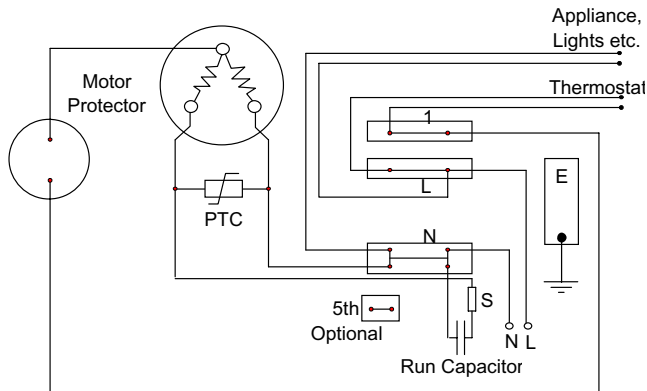 Appliance,
Lights etc.
Motor
Protector
Thermostat
1
E
L
PTC
N
5th
Optional
S
N L
Run Capacitor